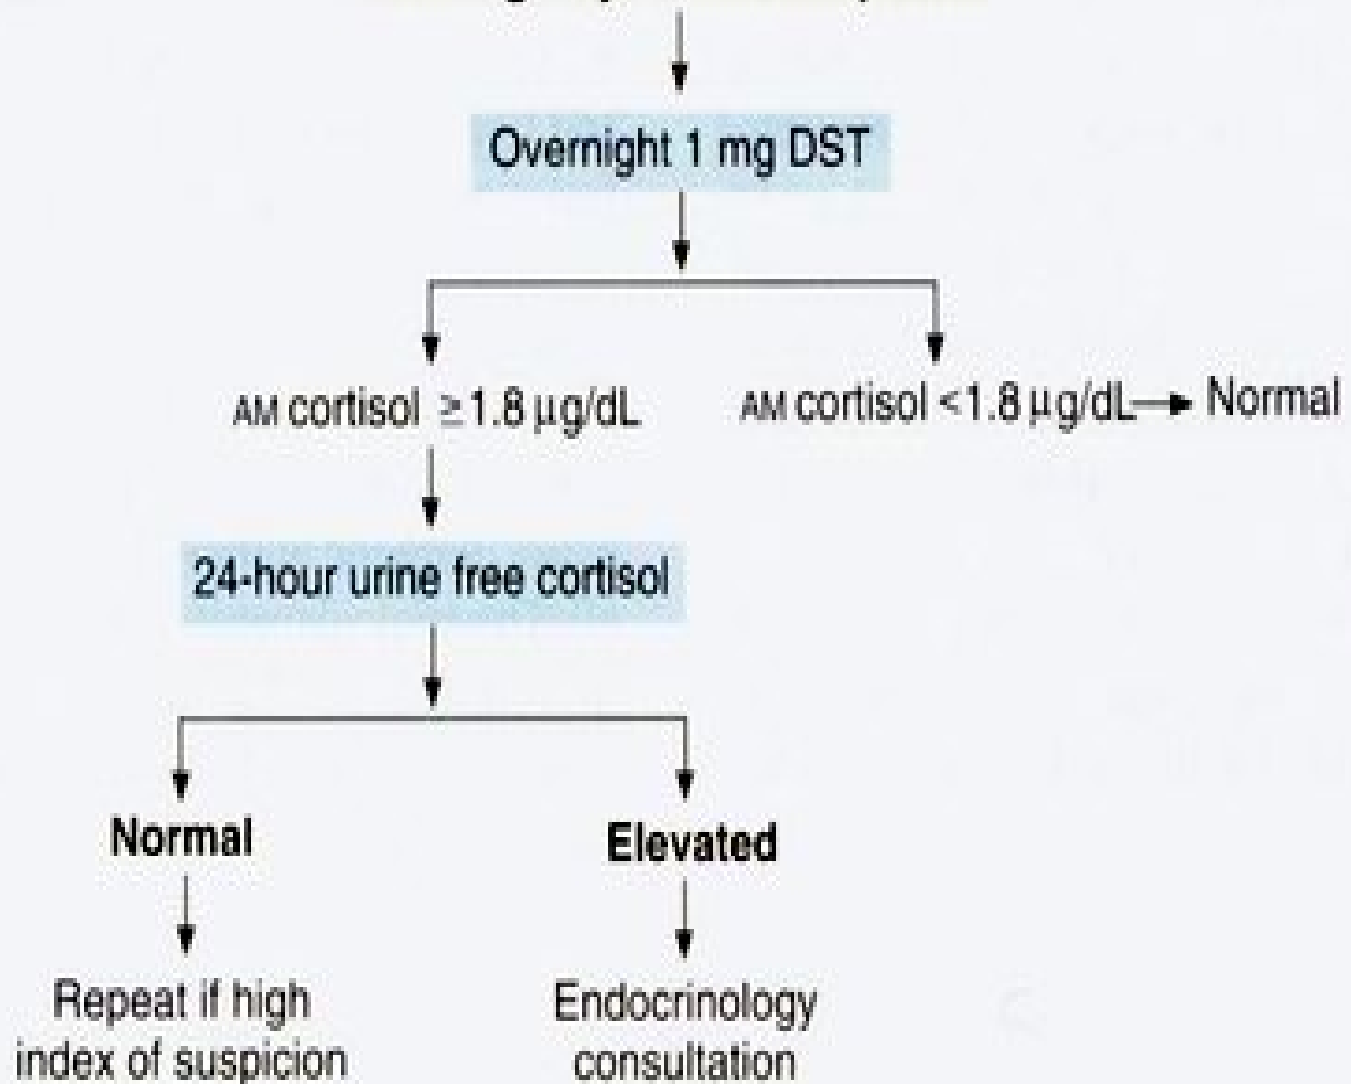 Overnight 1 mg DST
AM cortisol ≥1.8 µg/dL
AM cortisol <1.8 µg/dL
Normal
24-hour urine free cortisol
Normal
Elevated
Repeat if high
index of suspicion
Endocrinology
consultation